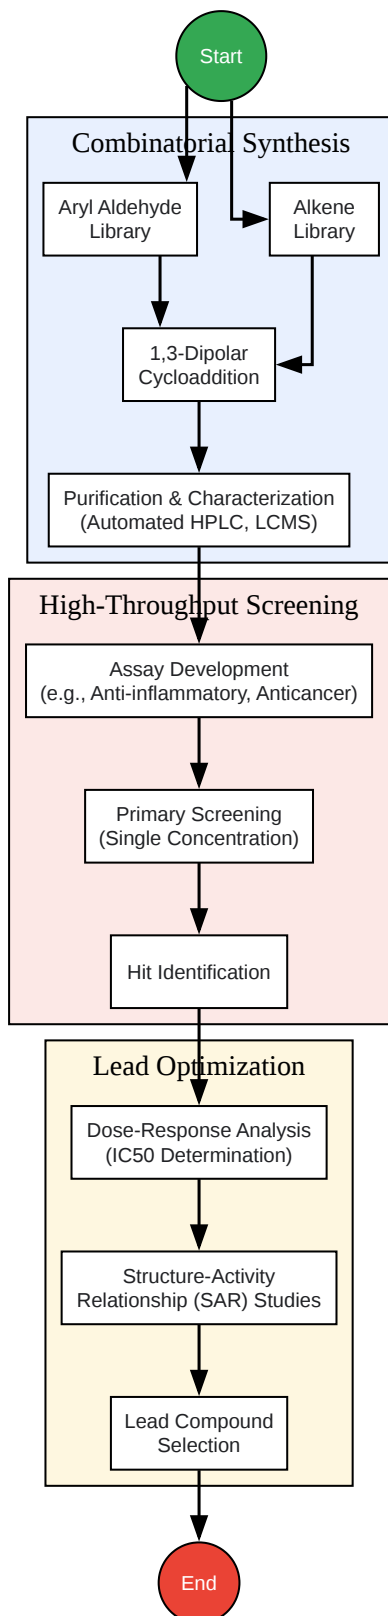 Start
Combinatorial Synthesis
Aryl Aldehyde
Library
Alkene
Library
1,3-Dipolar
Cycloaddition
Purification & Characterization
(Automated HPLC, LCMS)
High-Throughput Screening
Assay Development
(e.g., Anti-inflammatory, Anticancer)
Primary Screening
(Single Concentration)
Hit Identification
Lead Optimization
Dose-Response Analysis
(IC50 Determination)
Structure-Activity
Relationship (SAR) Studies
Lead Compound
Selection
End